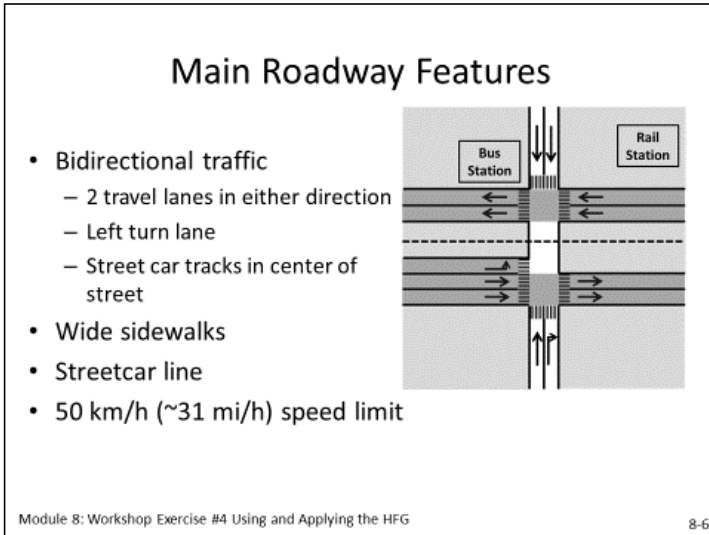 Main Roadway Features
• Bidirectional traffic
– 2 travel lanes in either direction
– Left turn lane
– Street car tracks in center of
street
• Wide sidewalks
• Streetcar line
• 50 km/h (~31 mi/h) speed limit
Bus
Station
Rail
Station
Module 8: Workshop Exercise #4 Using and Applying the HFG
8-6